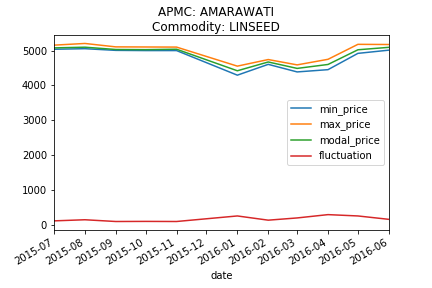 APMC: AMARAWATI
Commodity: LINSEED
5000
4000
3000
2000
1000
0
min_price
max_price
modal_price
fluctuation
2015-07
2015-08
2015-09
2015-10
2015-11
2015-12
2016-01
2016-02
2016-03
2016-04
2016-05
2016-06
date